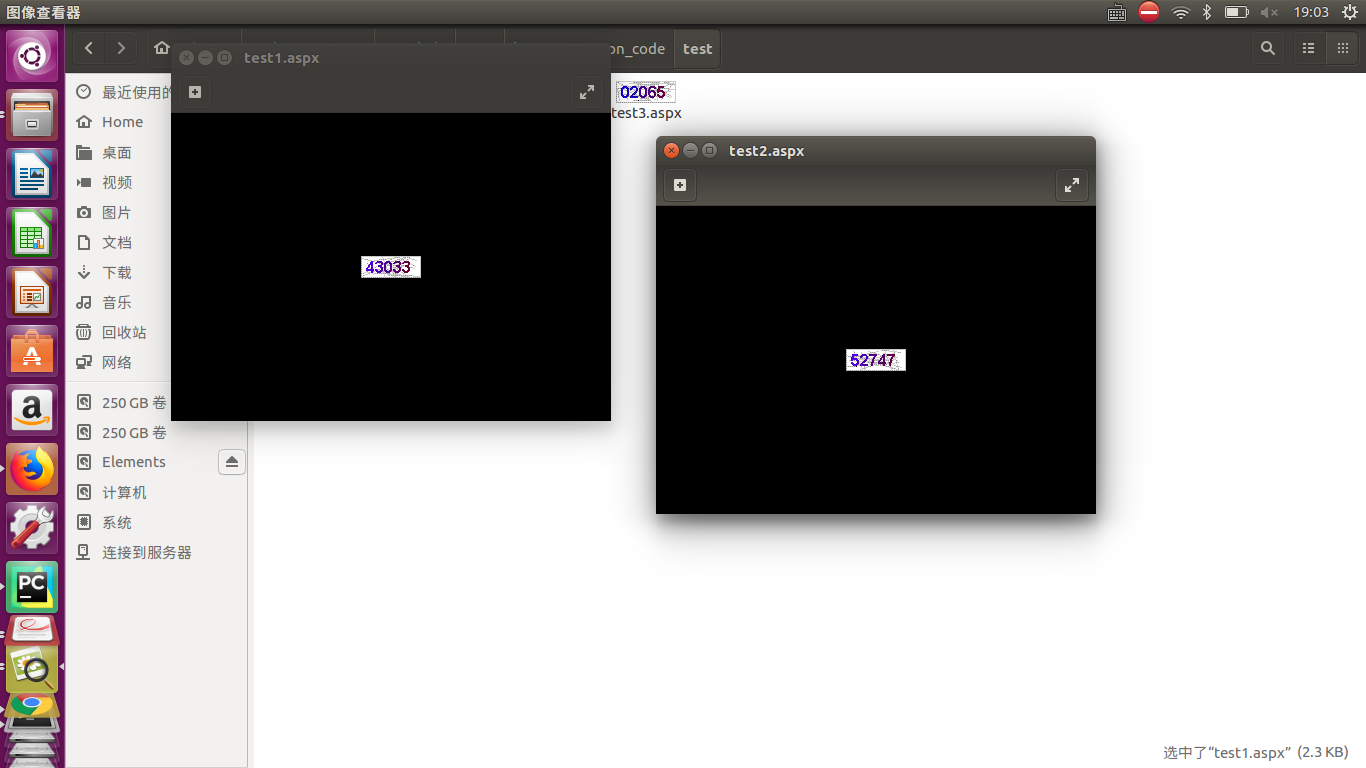 图像查看器
19:03
test1.aspx
on_code
test
最近使用的
Home
桌面
视频
图片
文档
下载
音乐
回收站
网络
250 GB 卷
250 GB 卷
Elements
计算机
系统
连接到服务器
43033
02065
test3.aspx
test2.aspx
52747
PC
选中了“test1.aspx” (2.3 KB)